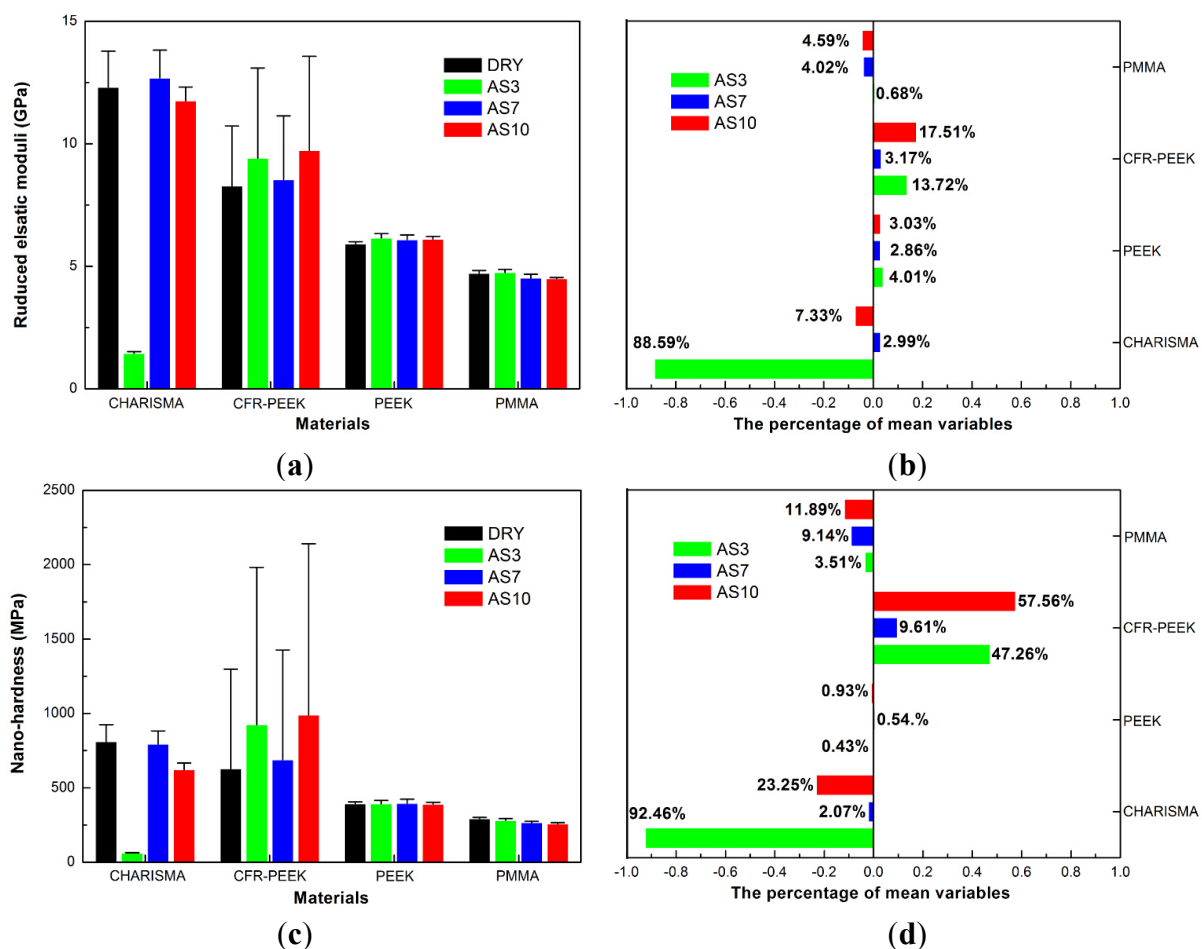 15
10
5
0
Ruduced elsatic moduli (GPa)
DRY
AS3
AS7
AS10
CHARISMA CFR-PEEK PEEK PMMA
Materials
(a)
4.59%
4.02%
0.68%
17.51%
3.17%
13.72%
3.03%
2.86%
4.01%
7.33%
2.99%
88.59%
AS3
AS7
AS10
PMMA
CFR-PEEK
PEEK
CHARISMA
-1.0 -0.8 -0.6 -0.4 -0.2 0.0 0.2 0.4 0.6 0.8 1.0
The percentage of mean variables
(b)
2500
2000
1500
1000
500
0
Nano-hardness (MPa)
DRY
AS3
AS7
AS10
CHARISMA CFR-PEEK PEEK PMMA
Materials
(c)
11.89%
9.14%
3.51%
57.56%
9.61%
47.26%
0.93%
0.54.%
0.43%
23.25%
2.07%
92.46%
AS3
AS7
AS10
PMMA
CFR-PEEK
PEEK
CHARISMA
-1.0 -0.8 -0.6 -0.4 -0.2 0.0 0.2 0.4 0.6 0.8 1.0
The percentage of mean variables
(d)